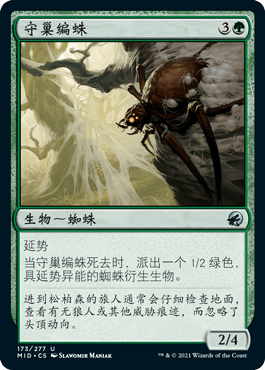 守巢编蛛
3
生物～蜘蛛
延势
当守巢编蛛死去时，派出一个 1/2 绿色，
具延势异能的蜘蛛衍生生物。
进到松柏森的旅人通常会仔细检查地面，
查看有无狼人或其他威胁痕迹，而忽略了
头顶动向。
2/4
173/277 U
MID • CS SLAWOMIR MANIAK
™ & © 2021 Wizards of the Coast